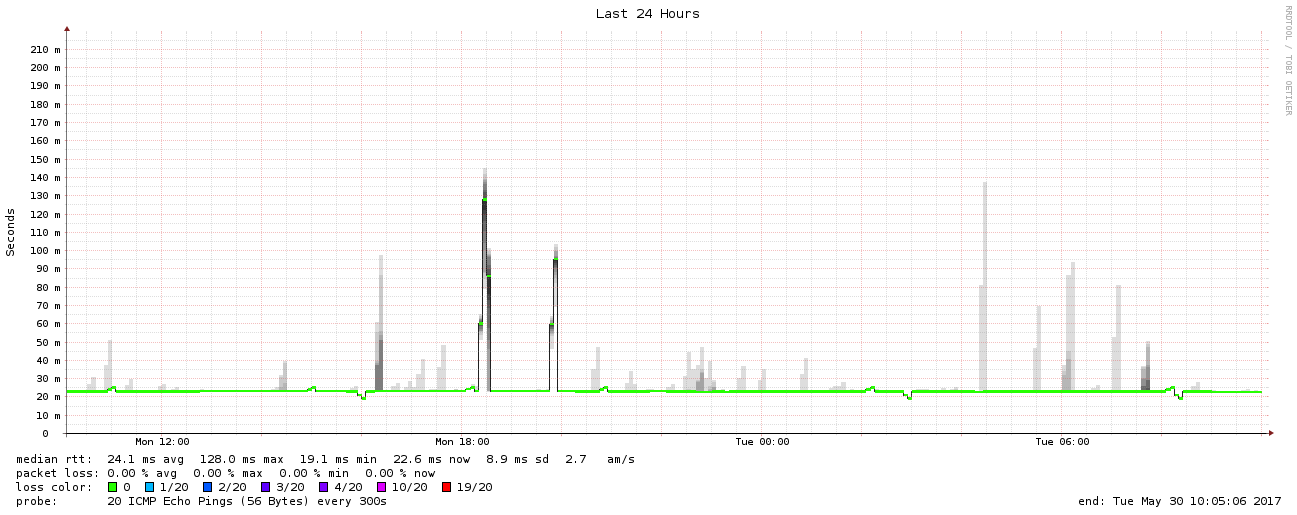 Last 24 Hours
RRDTOOL / TOBI OETIKER
Seconds
210 m
200 m
190 m
180 m
170 m
160 m
150 m
140 m
130 m
120 m
110 m
100 m
90 m
80 m
70 m
60 m
50 m
40 m
30 m
20 m
10 m
0
Mon 12:00 Mon 18:00 Tue 00:00 Tue 06:00
median rtt: 24.1 ms avg 128.0 ms max 19.1 ms min 22.6 ms now 8.9 ms sd 2.7 am/s
packet loss: 0.00 % avg 0.00 % max 0.00 % min 0.00 % now
loss color: 0 1/20 2/20 3/20 4/20 10/20 19/20
probe: 20 ICMP Echo Pings (56 Bytes) every 300s end: Tue May 30 10:05:06 2017